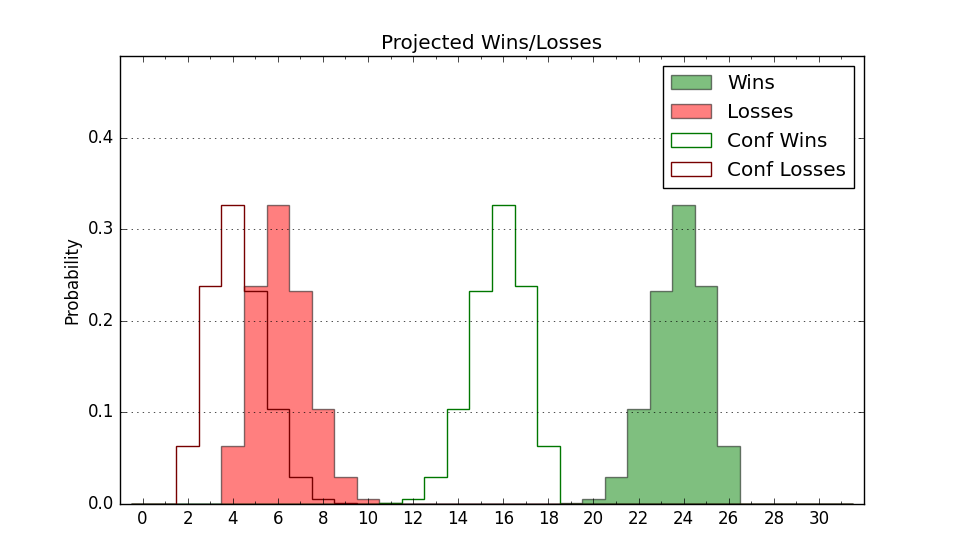 Projected Wins/Losses
Wins
Losses
Conf Wins
Conf Losses
Probability
0.4
0.3
0.2
0.1
0.0
0 2 4 6 8 10 12 14 16 18 20 22 24 26 28 30